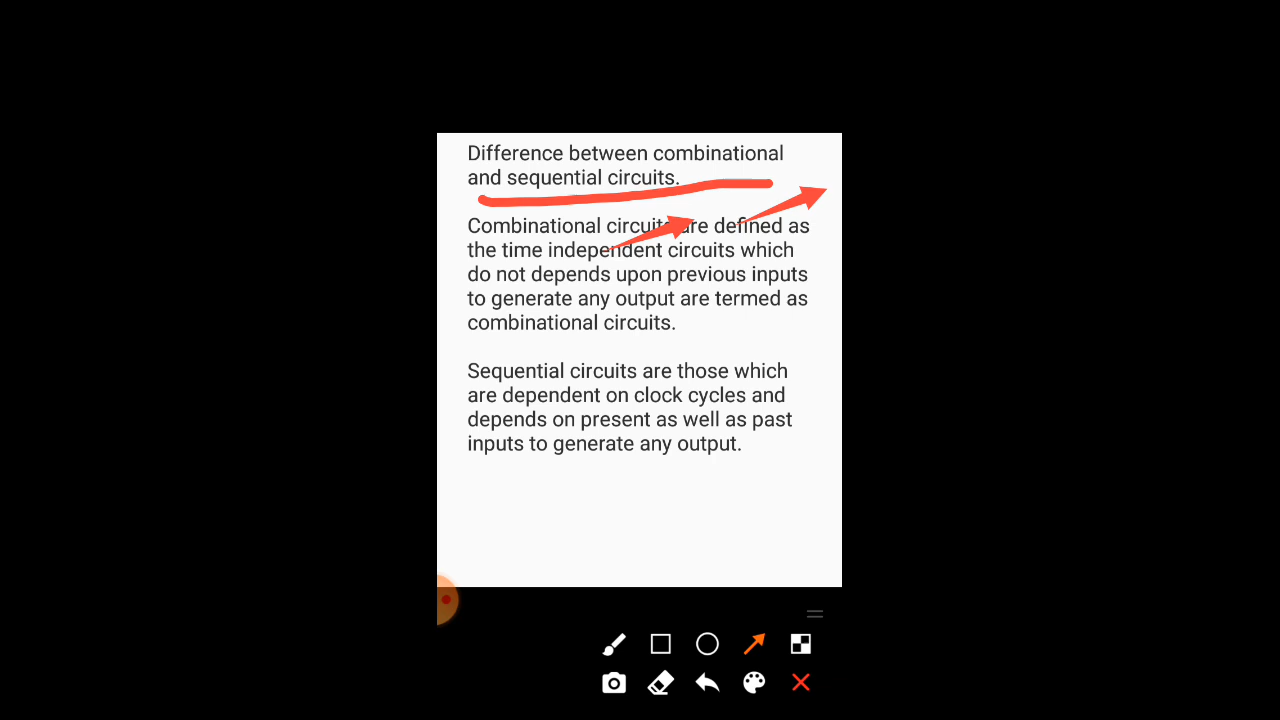 Difference between combinational
and sequential circuits.
Combinational circuits are defined as
the time independent circuits which
do not depends upon previous inputs
to generate any output are termed as
combinational circuits.
Sequential circuits are those which
are dependent on clock cycles and
depends on present as well as past
inputs to generate any output.